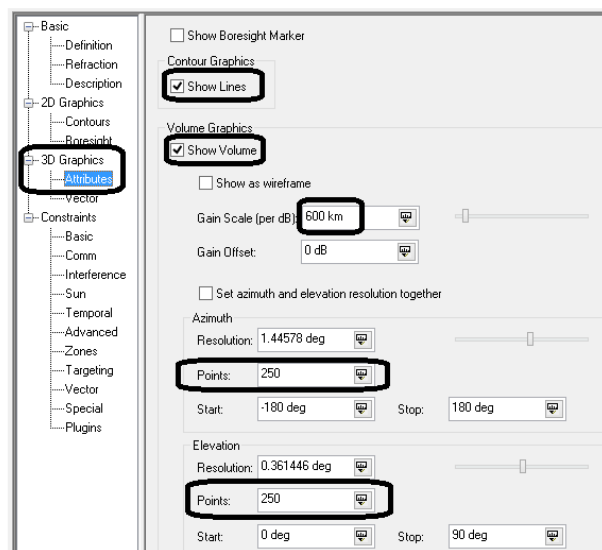 Basic
Definition
Refraction
Description
2D Graphics
Contours
Boresight
3D Graphics
Attributes
Vector
Constraints
Basic
Comm
Interference
Sun
Temporal
Advanced
Zones
Targeting
Vector
Special
Plugins
Show Boresight Marker
Contour Graphics
Show Lines
Volume Graphics
Show Volume
Show as wireframe
Gain Scale (per dB): 600 km
Gain Offset: 0 dB
Set azimuth and elevation resolution together
Azimuth
Resolution: 1.44578 deg
Points: 250
Start: -180 deg Stop: 180 deg
Elevation
Resolution: 0.361446 deg
Points: 250
Start: 0 deg Stop: 90 deg